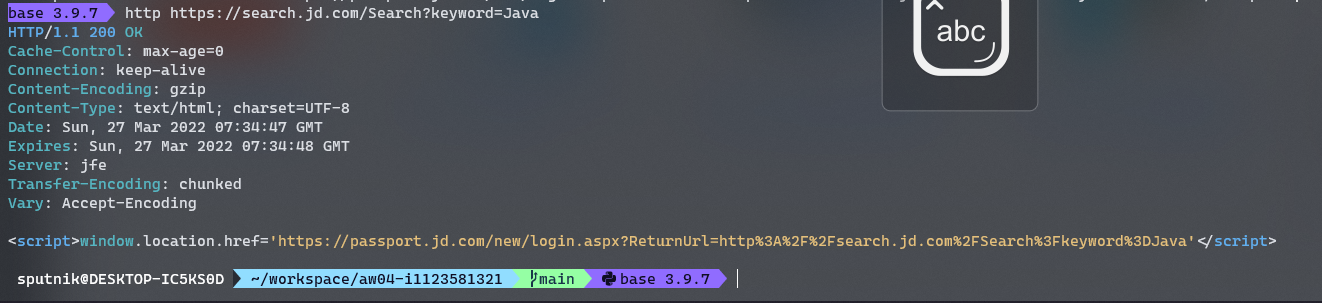 base 3.9.7 http https://search.jd.com/Search?keyword=Java
abc
HTTP/1.1 200 OK
Cache-Control: max-age=0
Connection: keep-alive
Content-Encoding: gzip
Content-Type: text/html; charset=UTF-8
Date: Sun, 27 Mar 2022 07:34:47 GMT
Expires: Sun, 27 Mar 2022 07:34:48 GMT
Server: jfe
Transfer-Encoding: chunked
Vary: Accept-Encoding
<script>window.location.href='https://passport.jd.com/new/login.aspx?ReturnUrl=http%3A%2F%2Fsearch.jd.com%2FSearch%3Fkeyword%3DJava'</script>
sputnik@DESKTOP-IC5KS0D ~/workspace/aw04-i1123581321 main base 3.9.7